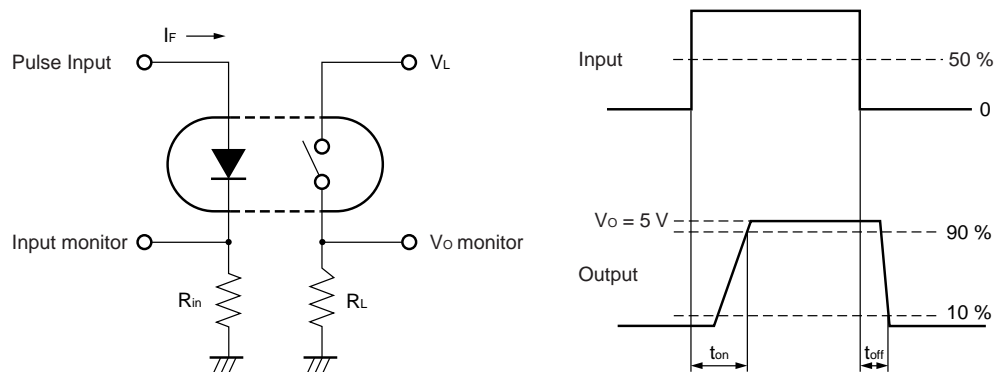 IF
Pulse Input
VL
Input monitor
VO monitor
Rin
RL
Input
50 %
0
VO = 5 V
90 %
Output
10 %
ton
toff